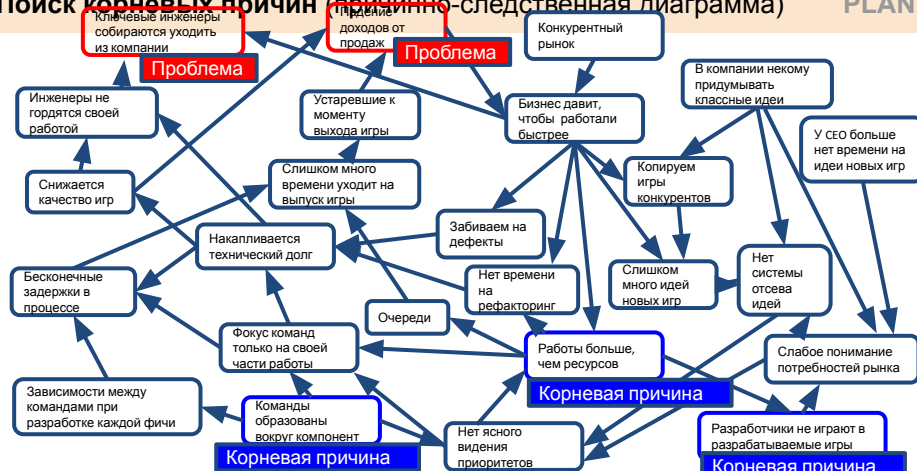 Поиск корневых причин (причинно-следственная диаграмма)
PLAN
Ключевые инженеры
собираются уходить
из компании
Проблема
Падение
доходов от
продаж
Проблема
Конкурентный
рынок
В компании некому
придумывать
классные идеи
Инженеры не
гордятся своей
работой
Устаревшие к
моменту
выхода игры
Бизнес давит,
чтобы работали
быстрее
У CEO больше
нет времени на
идеи новых игр
Снижается
качество игр
Слишком много
времени уходит на
выпуск игры
Копируем
игры
конкурентов
Забиваем на
дефекты
Накапливается
технический долг
Бесконечные
задержки в
процессе
Нет времени
на
рефакторинг
Слишком
много идей
новых игр
Нет
системы
отсева
идей
Очереди
Фокус команд
только на своей
части работы
Работы больше,
чем ресурсов
Корневая причина
Слабое понимание
потребностей рынка
Зависимости между
командами при
разработке каждой фичи
Команды
образованы
вокруг компонент
Корневая причина
Нет ясного
видения
приоритетов
Разработчики не играют в
разрабатываемые игры
Корневая причина